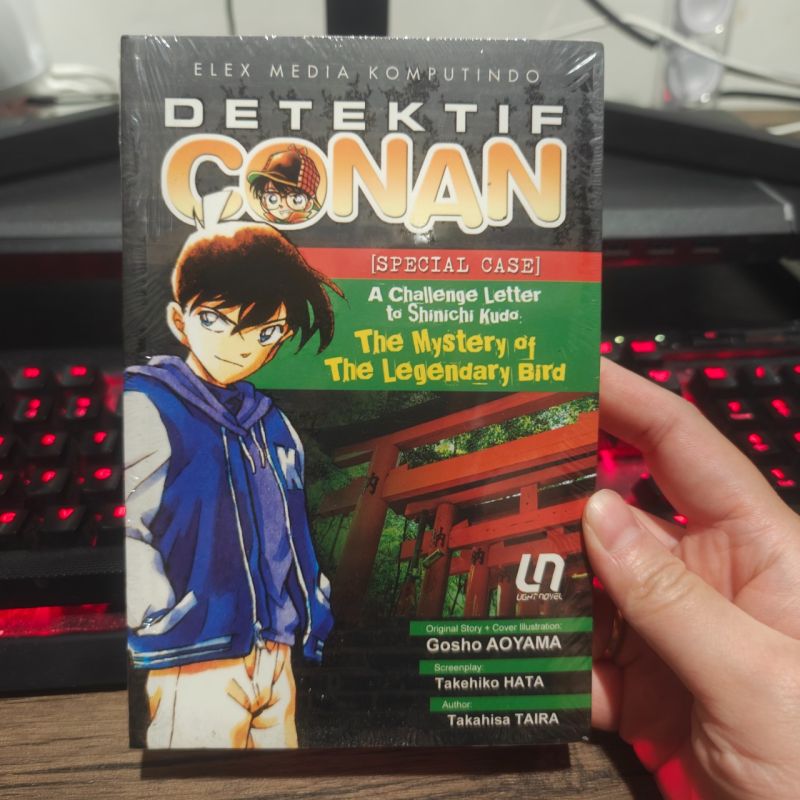 ELEX MEDIA KOMPUTINDO
DETEKTIF
CONAN
[SPECIAL CASE]
A Challenge Letter
to Shinichi Kudo:
The Mystery of
The Legendary Bird
K
LN
LIGHT NOVEL
Original Story + Cover Illustration:
Gosho AOYAMA
Screenplay:
Takehiko HATA
Author:
Takahisa TAIRA